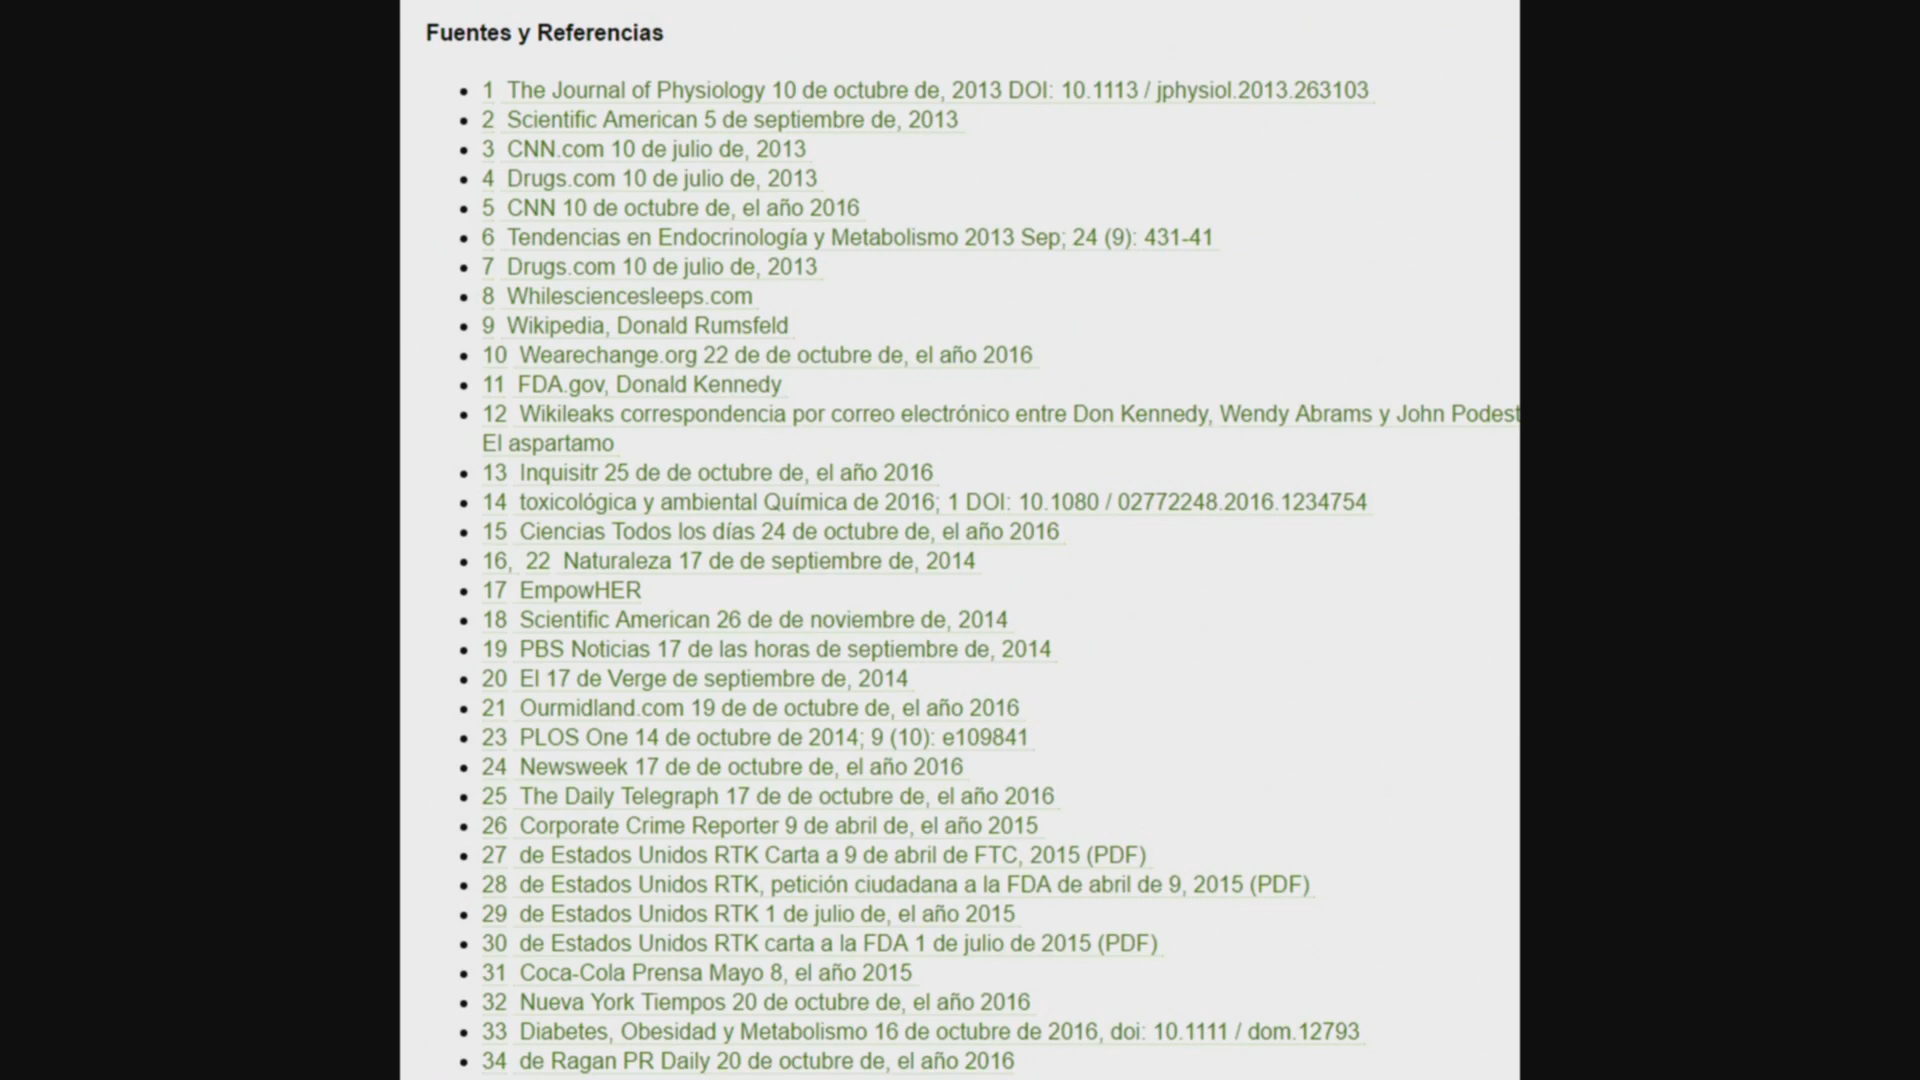 Fuentes y Referencias
1 The Journal of Physiology 10 de octubre de, 2013 DOI: 10.1113 / jphysiol.2013.263103
2 Scientific American 5 de septiembre de, 2013
3 CNN.com 10 de julio de, 2013
4 Drugs.com 10 de julio de, 2013
5 CNN 10 de octubre de, el año 2016
6 Tendencias en Endocrinología y Metabolismo 2013 Sep; 24 (9): 431-41
7 Drugs.com 10 de julio de, 2013
8 Whilesciencesleeps.com
9 Wikipedia, Donald Rumsfeld
10 Wearechange.org 22 de de octubre de, el año 2016
11 FDA.gov, Donald Kennedy
12 Wikileaks correspondencia por correo electrónico entre Don Kennedy, Wendy Abrams y John Podest
El aspartamo
13 Inquisitr 25 de de octubre de, el año 2016
14 toxicológica y ambiental Química de 2016; 1 DOI: 10.1080 / 02772248.2016.1234754
15 Ciencias Todos los días 24 de octubre de, el año 2016
16, 22 Naturaleza 17 de de septiembre de, 2014
17 EmpowHER
18 Scientific American 26 de de noviembre de, 2014
19 PBS Noticias 17 de las horas de septiembre de, 2014
20 El 17 de Verge de septiembre de, 2014
21 Ourmidland.com 19 de de octubre de, el año 2016
23 PLOS One 14 de octubre de 2014; 9 (10): e109841
24 Newsweek 17 de de octubre de, el año 2016
25 The Daily Telegraph 17 de de octubre de, el año 2016
26 Corporate Crime Reporter 9 de abril de, el año 2015
27 de Estados Unidos RTK Carta a 9 de abril de FTC, 2015 (PDF)
28 de Estados Unidos RTK, petición ciudadana a la FDA de abril de 9, 2015 (PDF)
29 de Estados Unidos RTK 1 de julio de, el año 2015
30 de Estados Unidos RTK carta a la FDA 1 de julio de 2015 (PDF)
31 Coca-Cola Prensa Mayo 8, el año 2015
32 Nueva York Tiempos 20 de octubre de, el año 2016
33 Diabetes, Obesidad y Metabolismo 16 de octubre de 2016, doi: 10.1111 / dom.12793
34 de Ragan PR Daily 20 de octubre de, el año 2016